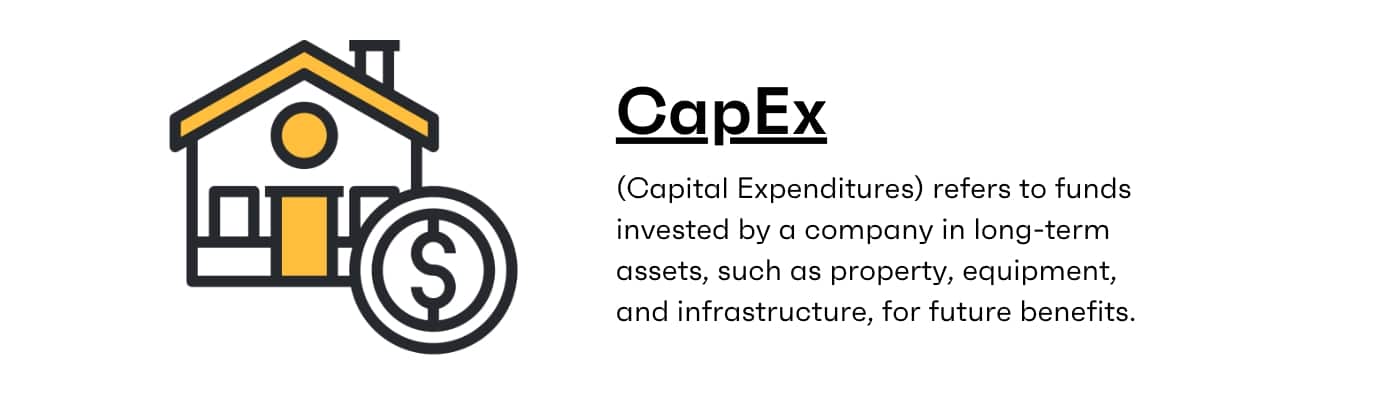 CapEx
(Capital Expenditures) refers to funds
invested by a company in long-term
assets, such as property, equipment,
and infrastructure, for future benefits.
$